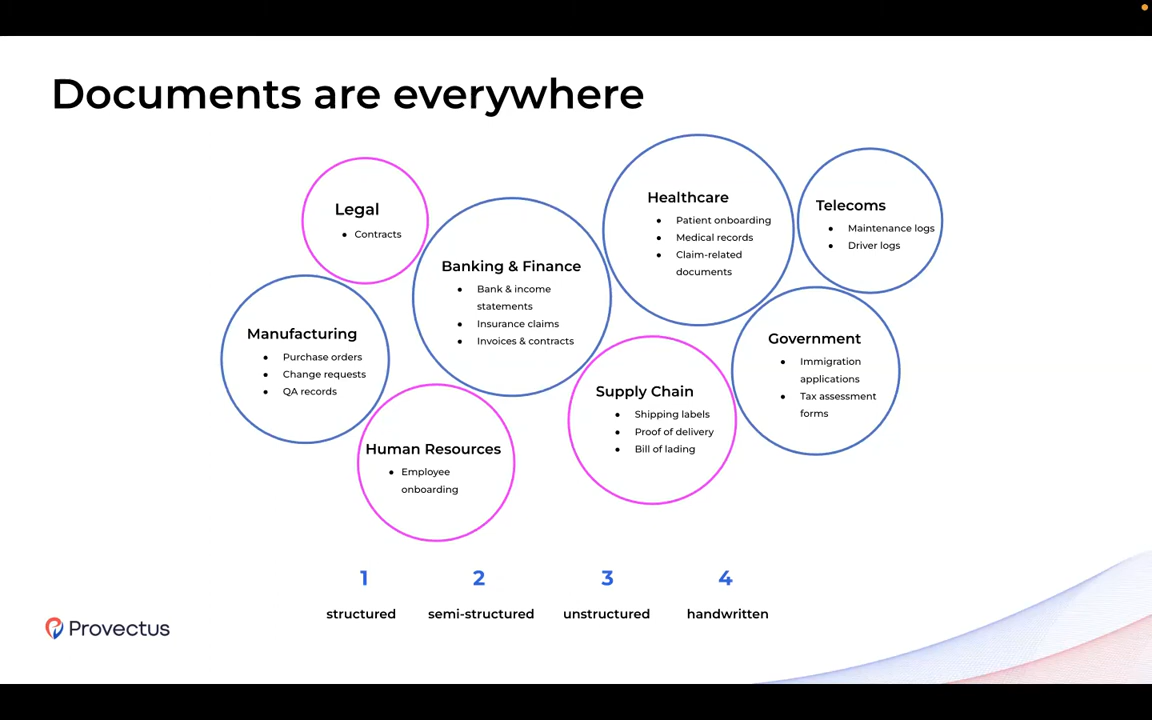 Documents are everywhere
Legal
• Contracts
Banking & Finance
• Bank & income
statements
• Insurance claims
• Invoices & contracts
Healthcare
• Patient onboarding
• Medical records
• Claim-related
documents
Telecoms
• Maintenance logs
• Driver logs
Manufacturing
• Purchase orders
• Change requests
• QA records
Human Resources
• Employee
onboarding
Supply Chain
• Shipping labels
• Proof of delivery
• Bill of lading
Government
• Immigration
applications
• Tax assessment
forms
1 2 3 4
structured semi-structured unstructured handwritten
Provectus